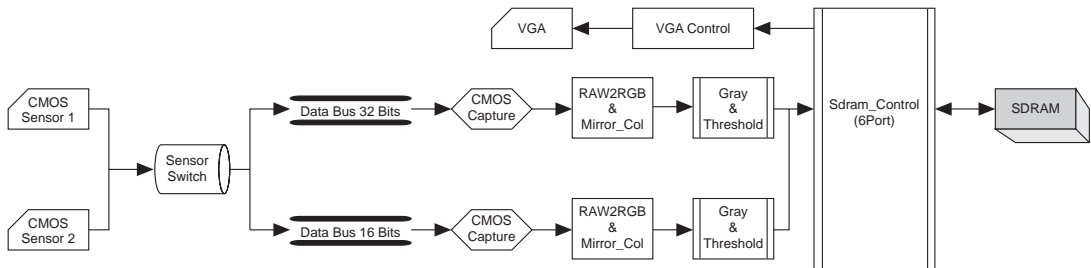 VGA
VGA Control
CMOS
Sensor 1
Data Bus 32 Bits
CMOS
Capture
RAW2RGB
&
Mirror_Col
Gray
&
Threshold
Sdram_Control
(6Port)
SDRAM
Sensor
Switch
CMOS
Sensor 2
Data Bus 16 Bits
CMOS
Capture
RAW2RGB
&
Mirror_Col
Gray
&
Threshold